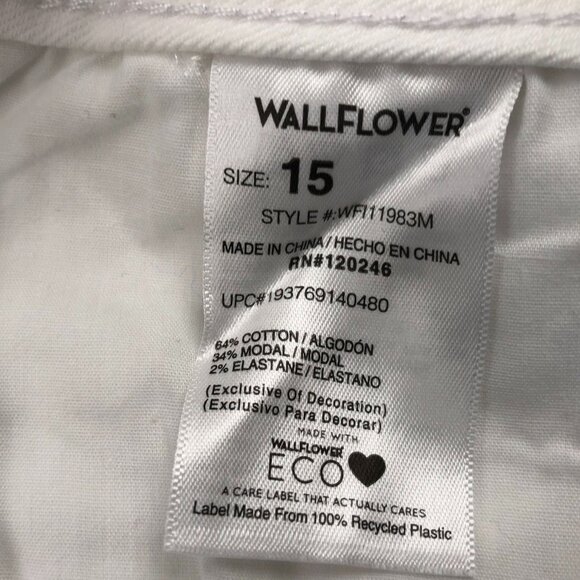 WALLFLOWER®
SIZE: 15
STYLE #:WFI11983M
MADE IN CHINA / HECHO EN CHINA
RN#120246
UPC#193769140480
64% COTTON / ALGODÓN
34% MODAL / MODAL
2% ELASTANE / ELASTANO
(Exclusive Of Decoration)
(Exclusivo Para Decorar)
MADE WITH
WALLFLOWER
ECO
A CARE LABEL THAT ACTUALLY CARES
Label Made From 100% Recycled Plastic